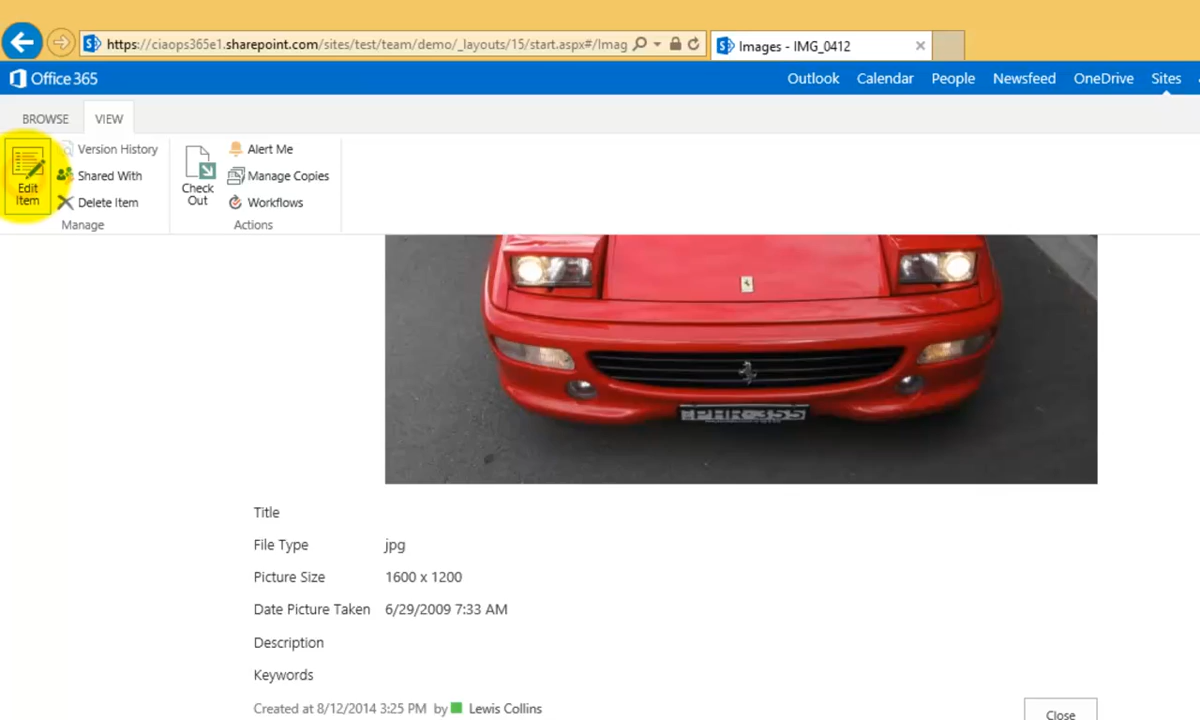 https://ciaops365e1.sharepoint.com/sites/test/team/demo/_layouts/15/start.aspx#/Imag
Images - IMG_0412
Office 365
Outlook Calendar People Newsfeed OneDrive Sites
BROWSE VIEW
Edit Item
Version History
Shared With
Delete Item
Manage
Check Out
Alert Me
Manage Copies
Workflows
Actions
PHR 355
Title
File Type jpg
Picture Size 1600 x 1200
Date Picture Taken 6/29/2009 7:33 AM
Description
Keywords
Created at 8/12/2014 3:25 PM by Lewis Collins
Close